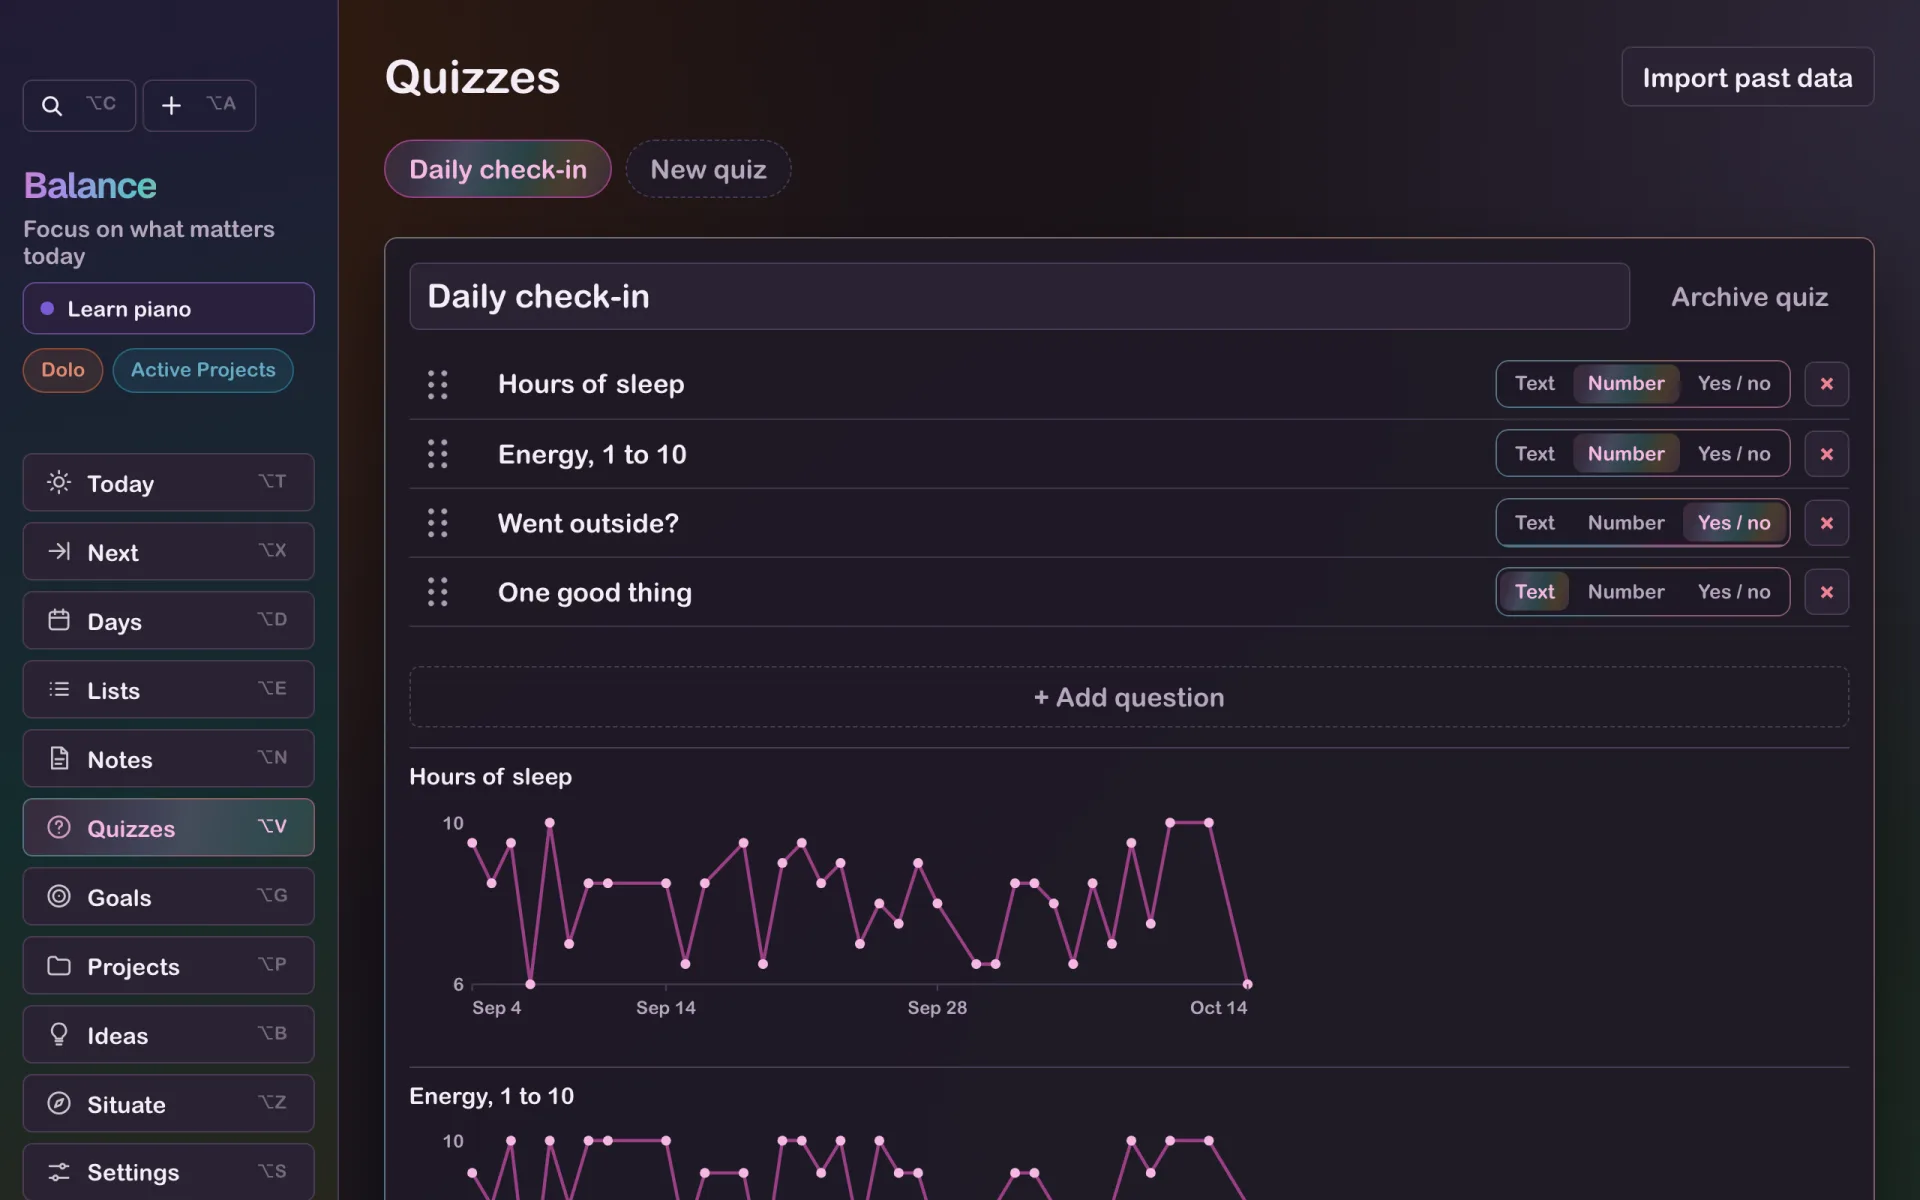 ⌥C
⌥A
Balance
Focus on what matters
today
Learn piano
Dolo
Active Projects
Today ⌥T
Next ⌥X
Days ⌥D
Lists ⌥E
Notes ⌥N
Quizzes ⌥V
Goals ⌥G
Projects ⌥P
Ideas ⌥B
Situate ⌥Z
Settings ⌥S
Quizzes
Import past data
Daily check-in
New quiz
Daily check-in
Archive quiz
Hours of sleep
Text Number Yes / no
Energy, 1 to 10
Text Number Yes / no
Went outside?
Text Number Yes / no
One good thing
Text Number Yes / no
+ Add question
Hours of sleep
10
6
Sep 4 Sep 14 Sep 28 Oct 14
Energy, 1 to 10
10